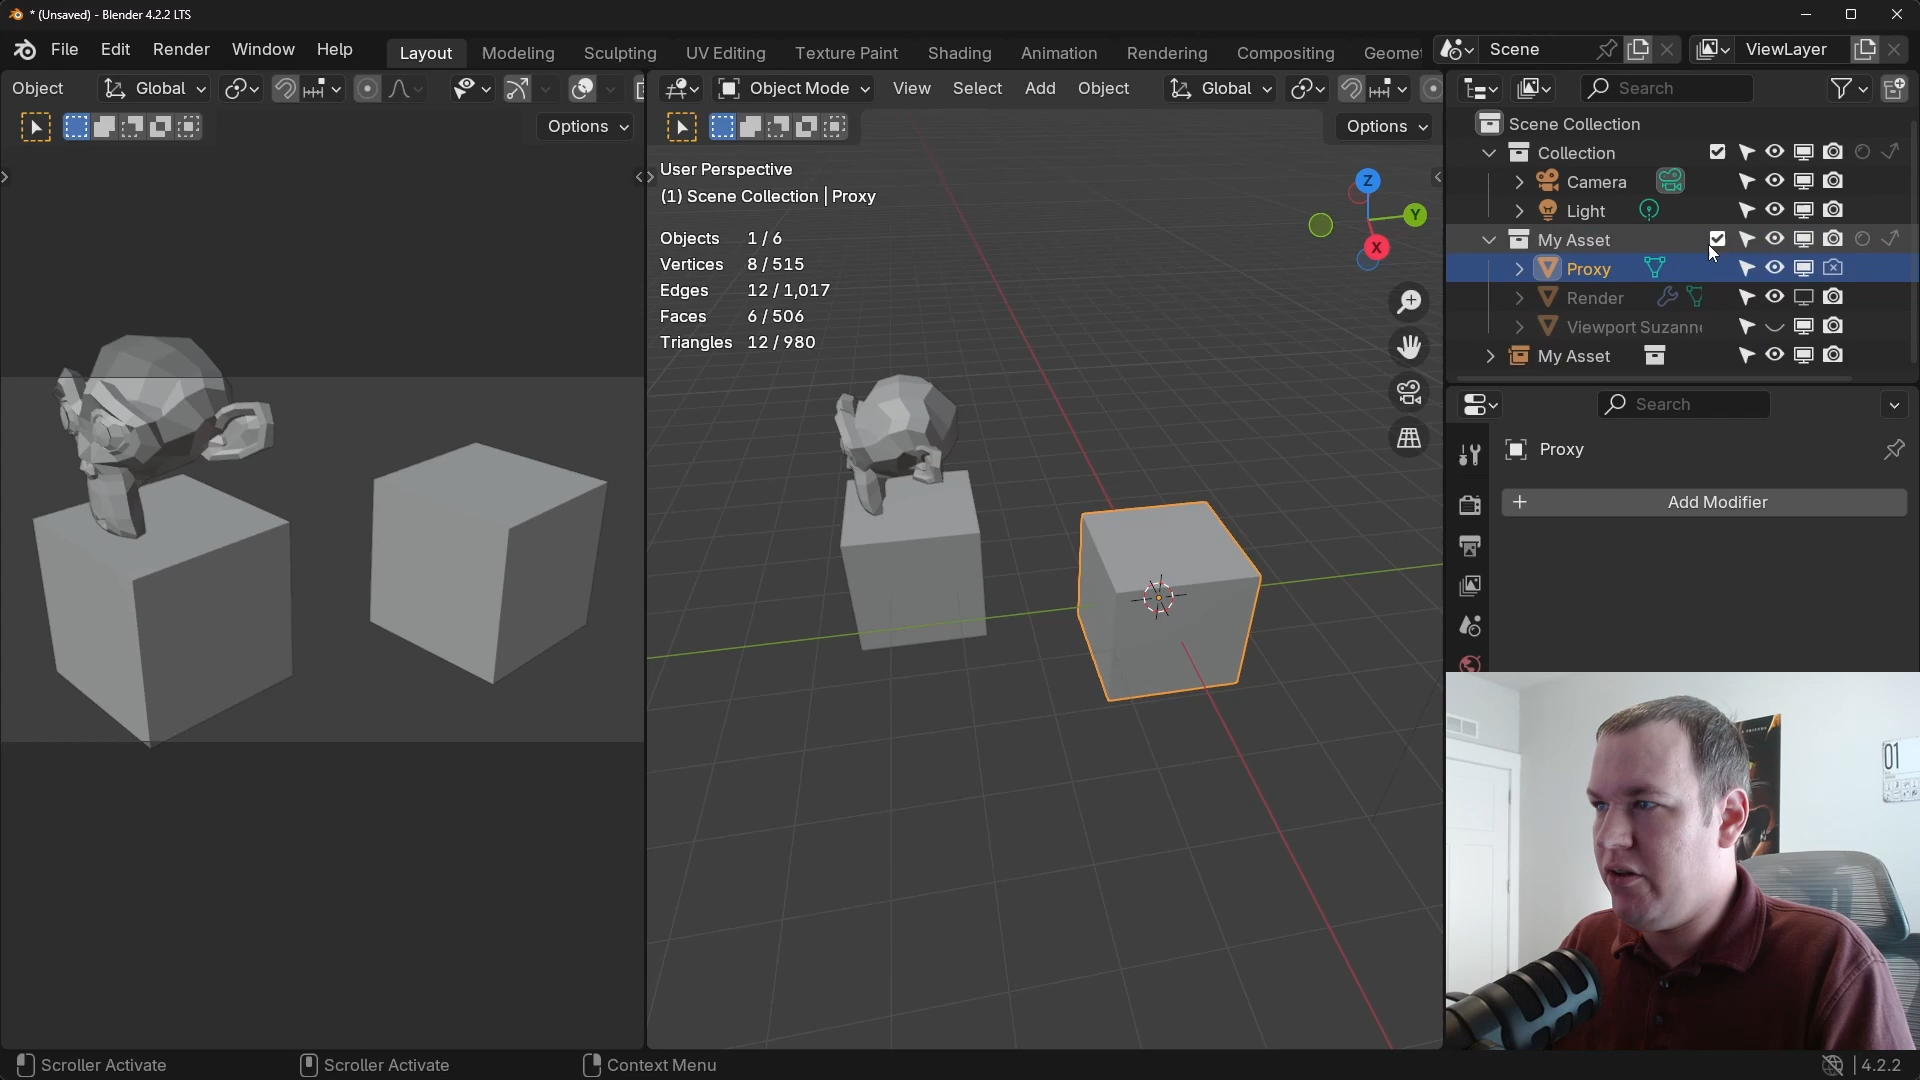 * (Unsaved) - Blender 4.2.2 LTS
File Edit Render Window Help Layout Modeling Sculpting UV Editing Texture Paint Shading Animation Rendering Compositing Geomet Scene ViewLayer
Object Global Object Mode View Select Add Object Global Search
Options Options
Scene Collection
Collection
Camera
Light
My Asset
Proxy
Render
Viewport Suzann
My Asset
User Perspective
(1) Scene Collection | Proxy
Objects 1 / 6
Vertices 8 / 515
Edges 12 / 1,017
Faces 6 / 506
Triangles 12 / 980
Z
Y
X
Search
Proxy
+ Add Modifier
01
Scroller Activate Scroller Activate Context Menu 4.2.2